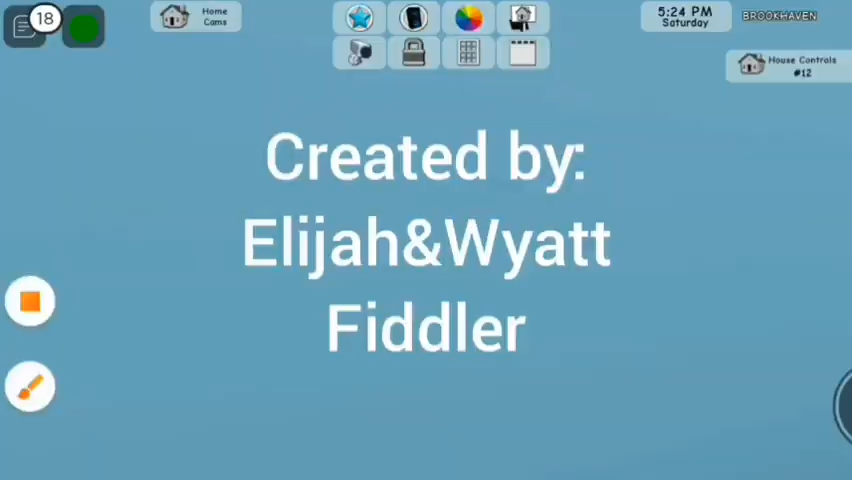 18
Home
Cams
5:24 PM
Saturday
BROOKHAVEN
House Controls
#12
Created by:
Elijah&Wyatt
Fiddler